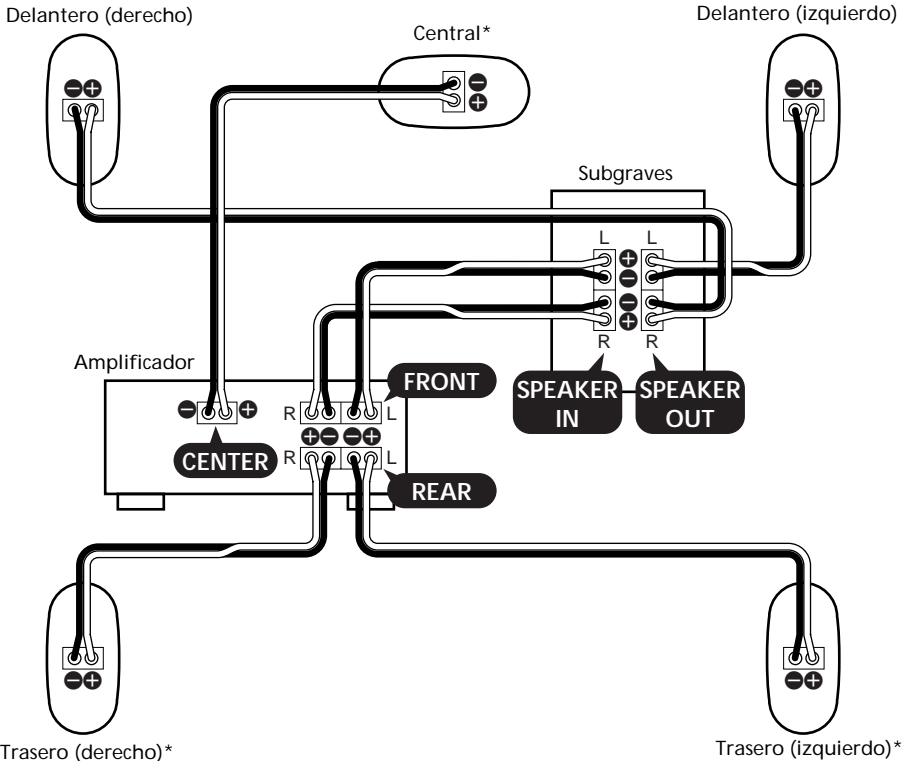 Delantero (derecho)
Delantero (izquierdo)
Central*
Subgraves
L L
R R
Amplificador
FRONT
SPEAKER IN
SPEAKER OUT
R L
CENTER
R L
REAR
Trasero (derecho)*
Trasero (izquierdo)*